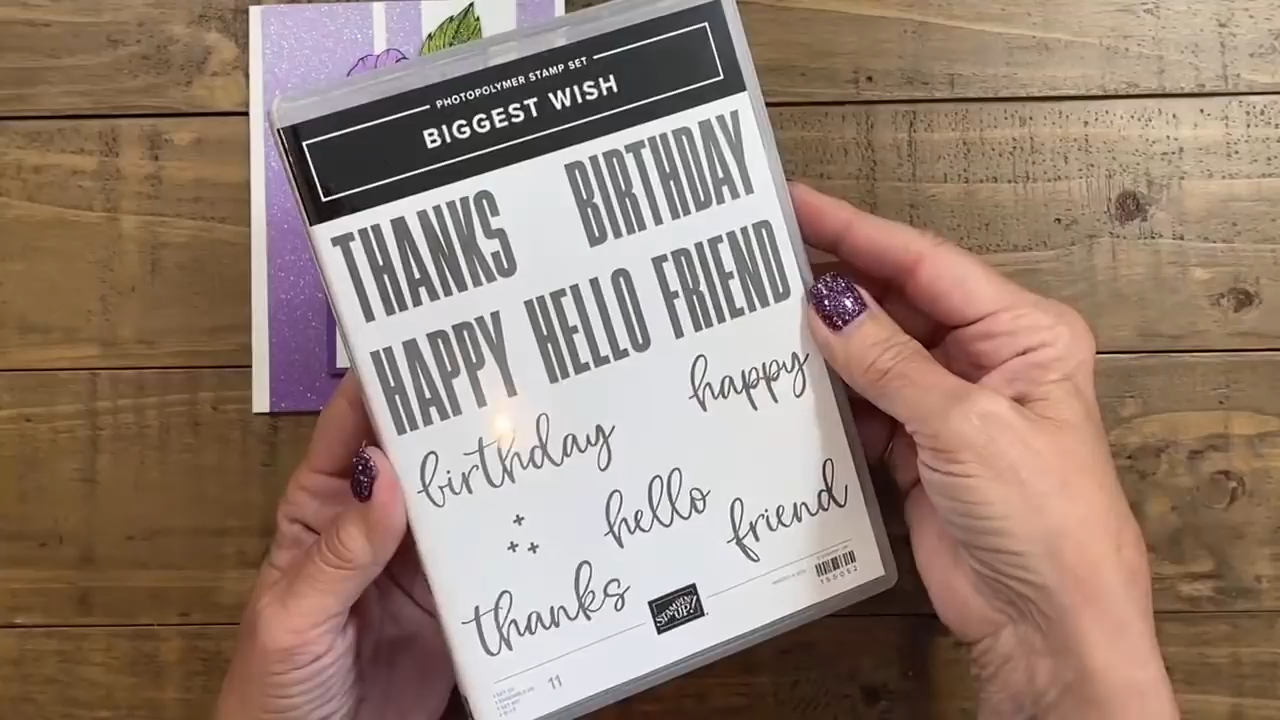 PHOTOPOLYMER STAMP SET
BIGGEST WISH
THANKS BIRTHDAY
HAPPY HELLO FRIEND
happy
birthday
hello friend
thanks
STAMPIN' UP!
11